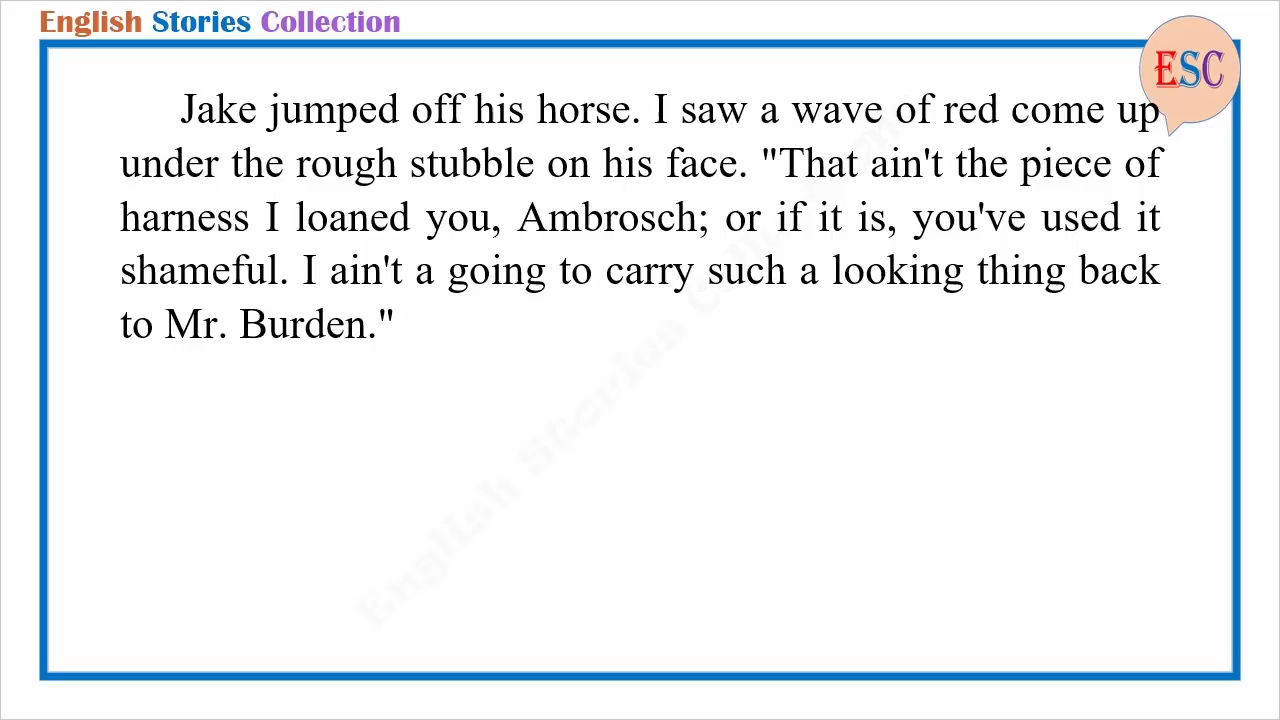 English Stories Collection
ESC
Jake jumped off his horse. I saw a wave of red come up
under the rough stubble on his face. "That ain't the piece of
harness I loaned you, Ambrosch; or if it is, you've used it
shameful. I ain't a going to carry such a looking thing back
to Mr. Burden."